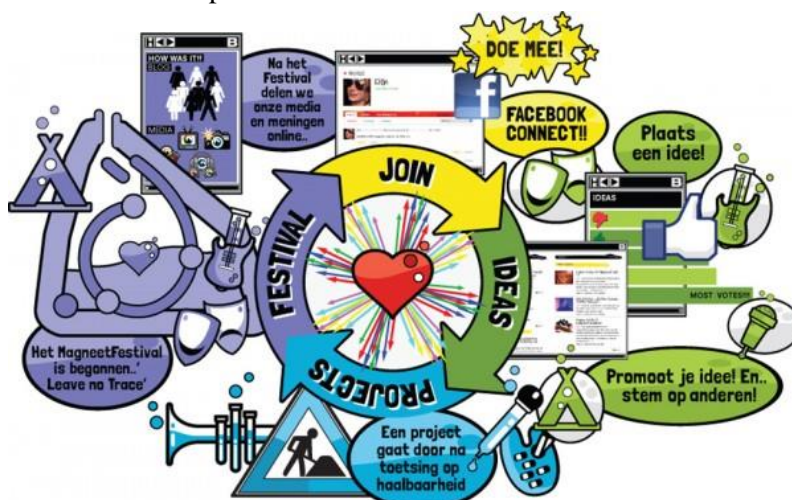 HOW WAS IT!!
BLOG
MEDIA
B
Na het
Festival
delen we
onze media
en meningen
online..
DOE MEE!
f
FACEBOOK
CONNECT!!
Plaats
een idee!
B
IDEAS
MOST VOTES!!!
JOIN
IDEAS
PROJECTS
FESTIVAL
Promoot je idee! En..
stem op anderen!
Een project
gaat door na
toetsing op
haalbaarheid
Het MagneetFestival
is begonnen..'
Leave no Trace'